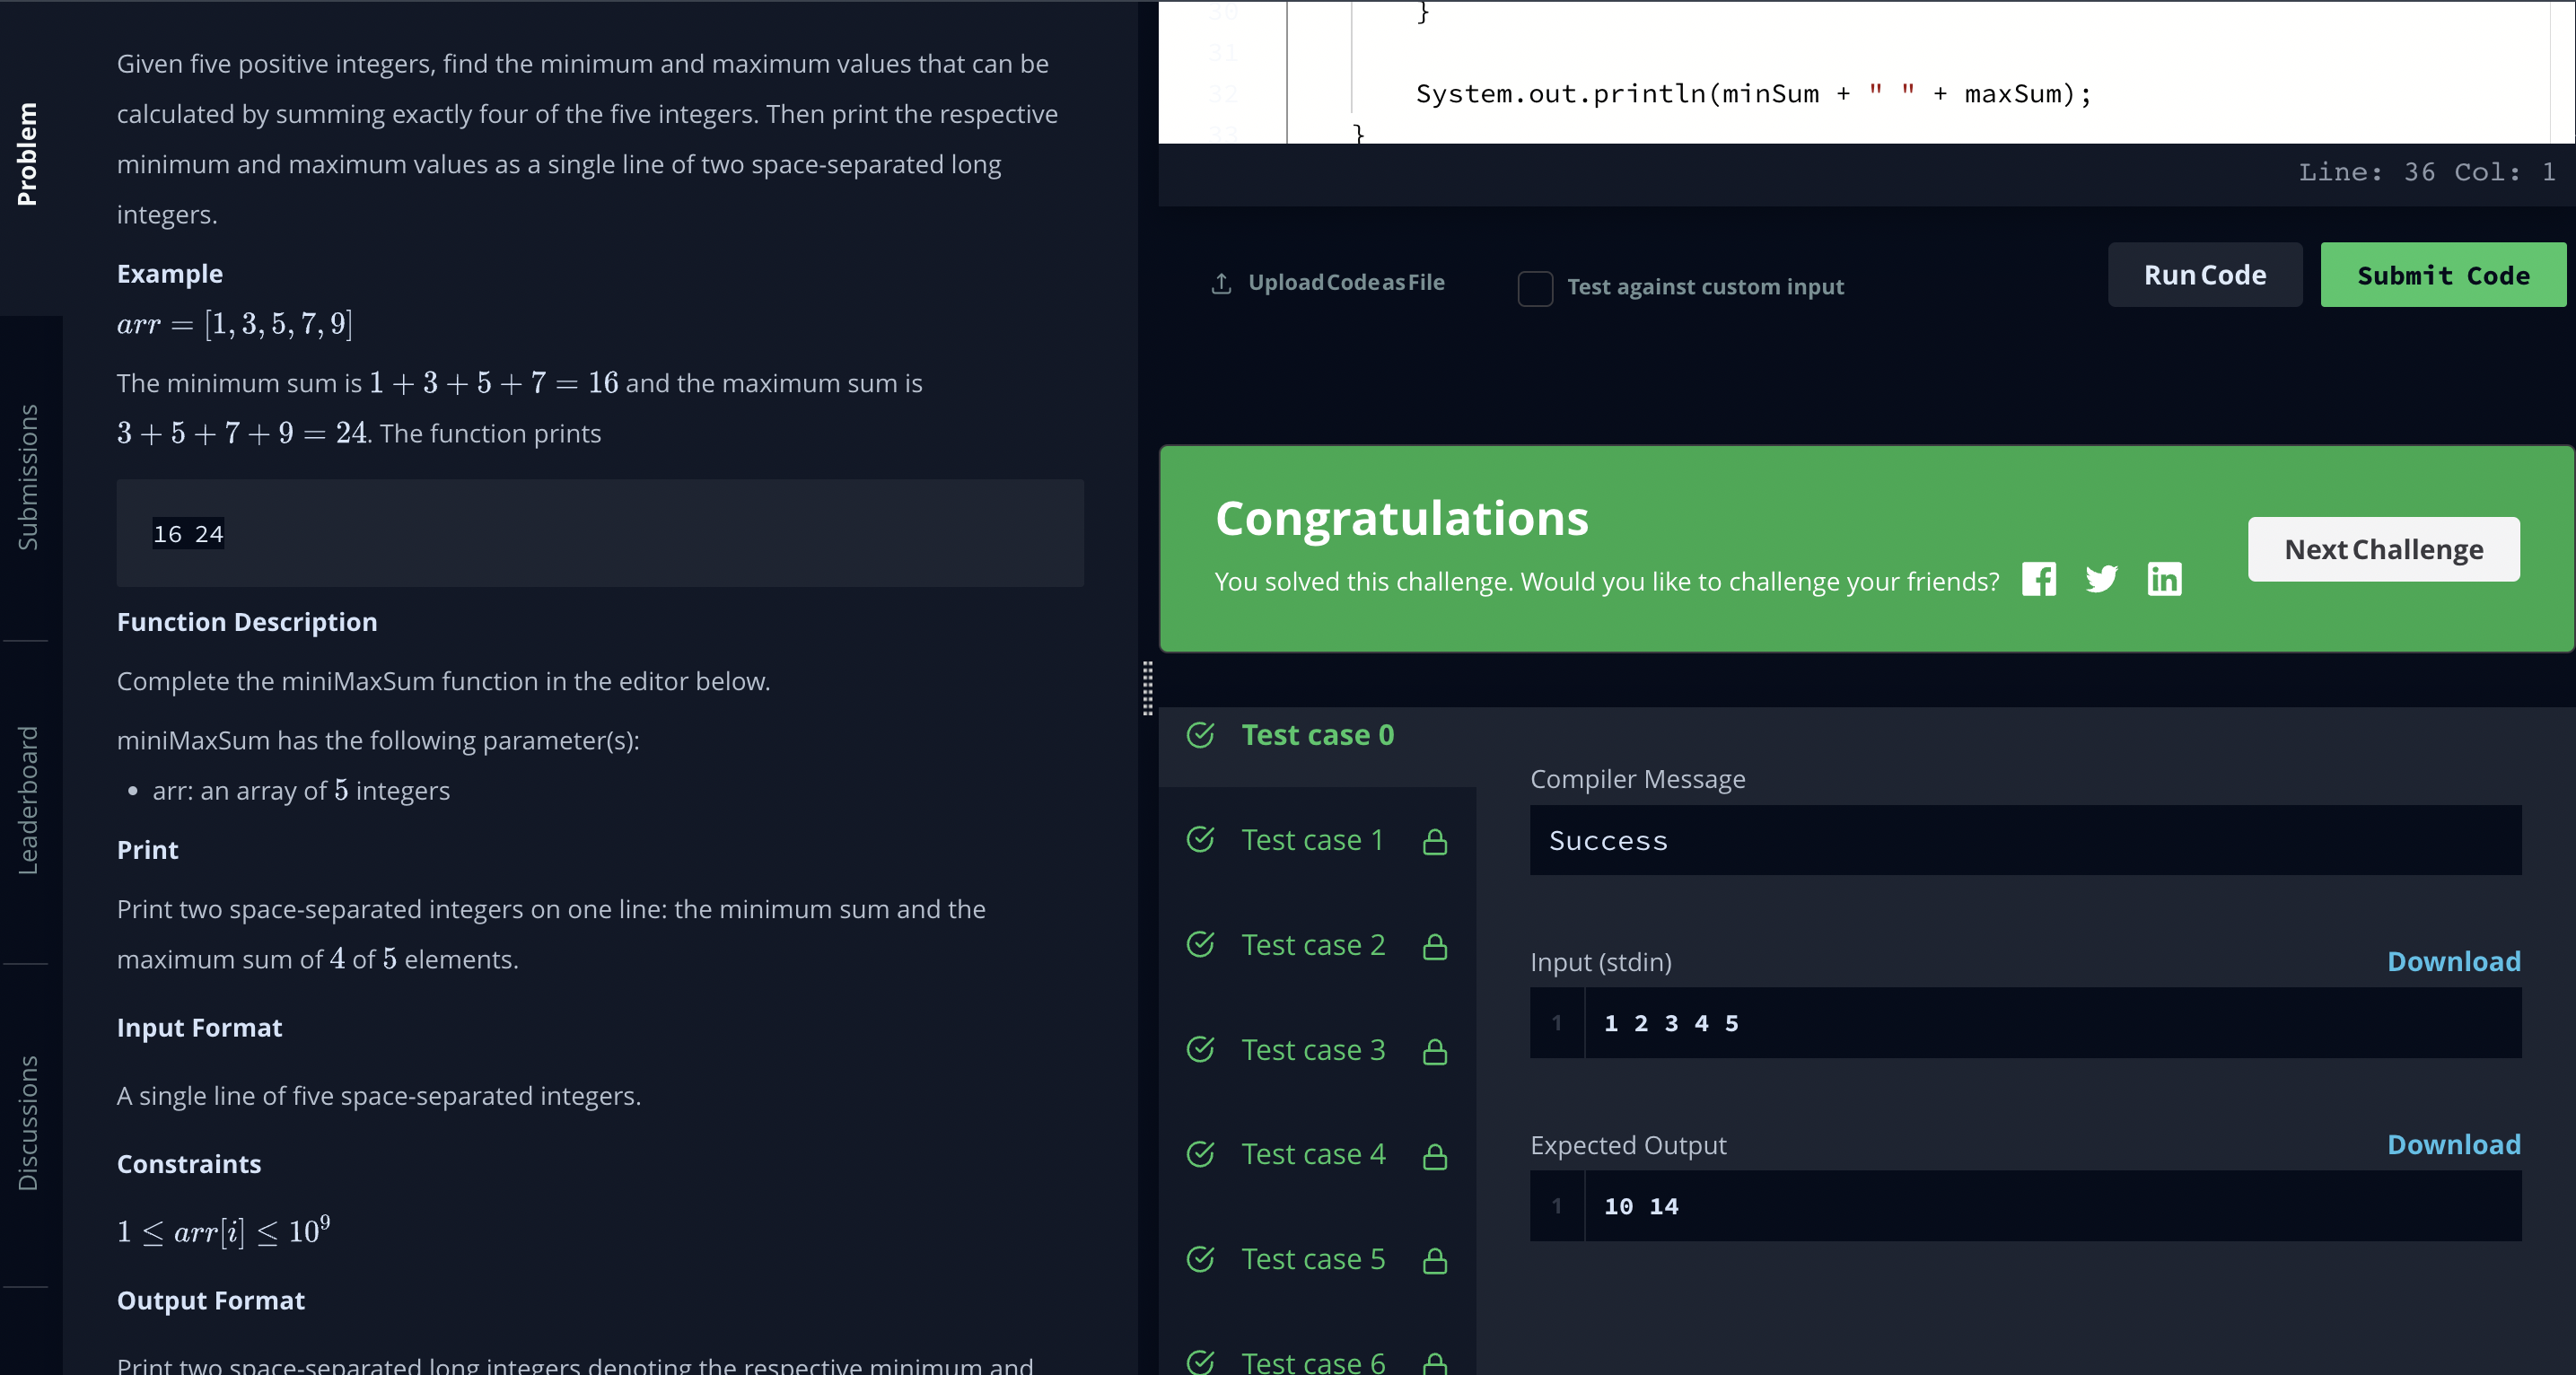 Problem
Submissions
Leaderboard
Discussions
Given five positive integers, find the minimum and maximum values that can be
calculated by summing exactly four of the five integers. Then print the respective
minimum and maximum values as a single line of two space-separated long
integers.
Example
arr = [1, 3, 5, 7, 9]
The minimum sum is 1 + 3 + 5 + 7 = 16 and the maximum sum is
3 + 5 + 7 + 9 = 24. The function prints
16 24
Function Description
Complete the miniMaxSum function in the editor below.
miniMaxSum has the following parameter(s):
• arr: an array of 5 integers
Print
Print two space-separated integers on one line: the minimum sum and the
maximum sum of 4 of 5 elements.
Input Format
A single line of five space-separated integers.
Constraints
1 ≤ arr[i] ≤ 10⁹
Output Format
Print two space-separated long integers denoting the respective minimum and
30 }
31
32 System.out.println(minSum + " " + maxSum);
33 }
Line: 36 Col: 1
Upload Code as File
Test against custom input
Run Code
Submit Code
Congratulations
You solved this challenge. Would you like to challenge your friends?
Next Challenge
Test case 0
Test case 1
Test case 2
Test case 3
Test case 4
Test case 5
Test case 6
Compiler Message
Success
Input (stdin)
Download
1 1 2 3 4 5
Expected Output
Download
1 10 14